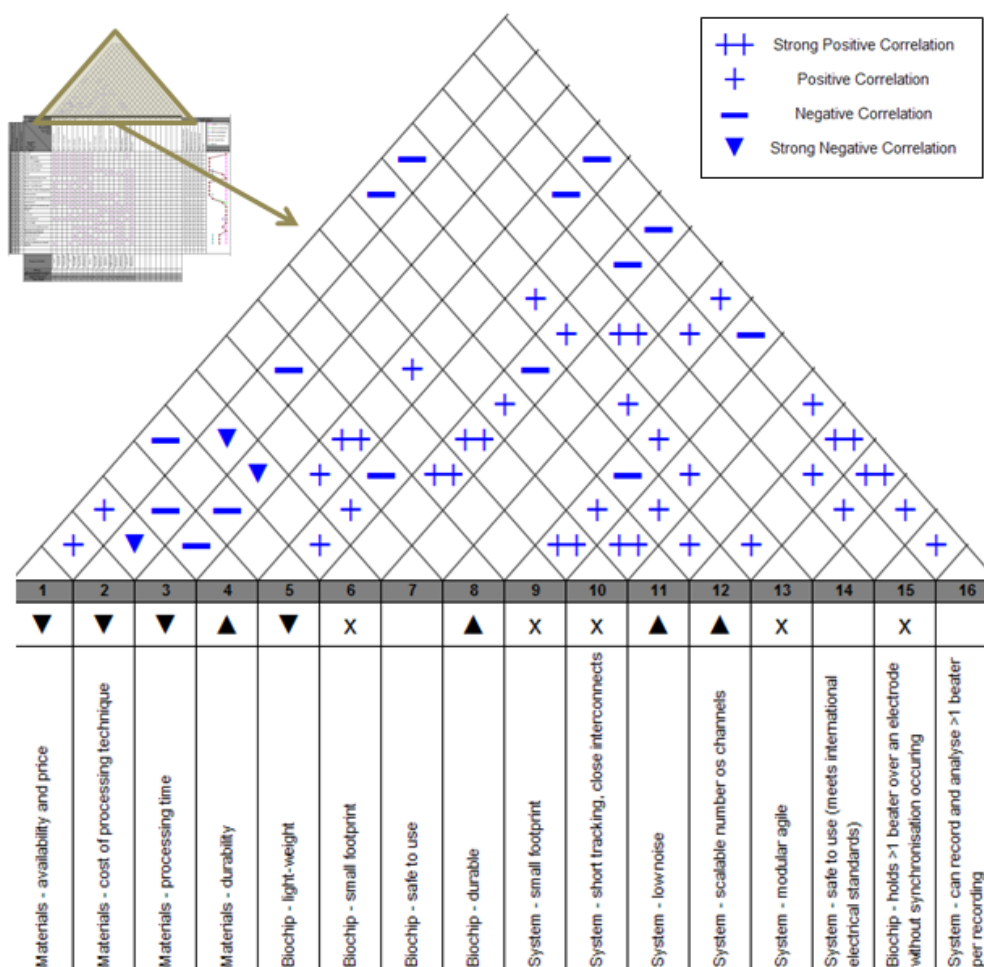 Strong Positive Correlation
Positive Correlation
Negative Correlation
Strong Negative Correlation
1 2 3 4 5 6 7 8 9 10 11 12 13 14 15 16
▼ ▼ ▼ ▲ ▼ x ▲ x x ▲ ▲ x x
Materials - availability and price
Materials - cost of processing technique
Materials - processing time
Materials - durability
Biochip - light-weight
Biochip - small footprint
Biochip - safe to use
Biochip - durable
System - small footprint
System - short tracking, close interconnects
System - low noise
System - scalable number os channels
System - modular agile
System - safe to use (meets international
electrical standards)
Biochip - holds >1 beater over an electrode
without synchronisation occuring
System - can record and analyse >1 beater
per recording